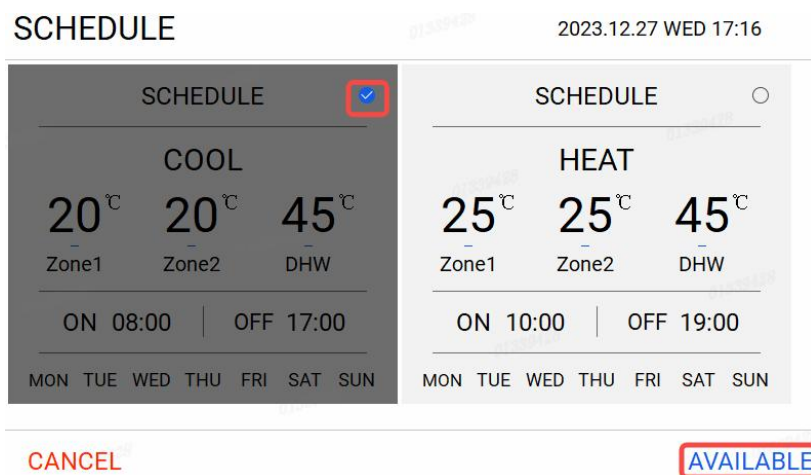 SCHEDULE 2023.12.27 WED 17:16
SCHEDULE
COOL
20℃ 20℃ 45℃
Zone1 Zone2 DHW
ON 08:00 OFF 17:00
MON TUE WED THU FRI SAT SUN
SCHEDULE
HEAT
25℃ 25℃ 45℃
Zone1 Zone2 DHW
ON 10:00 OFF 19:00
MON TUE WED THU FRI SAT SUN
CANCEL AVAILABLE